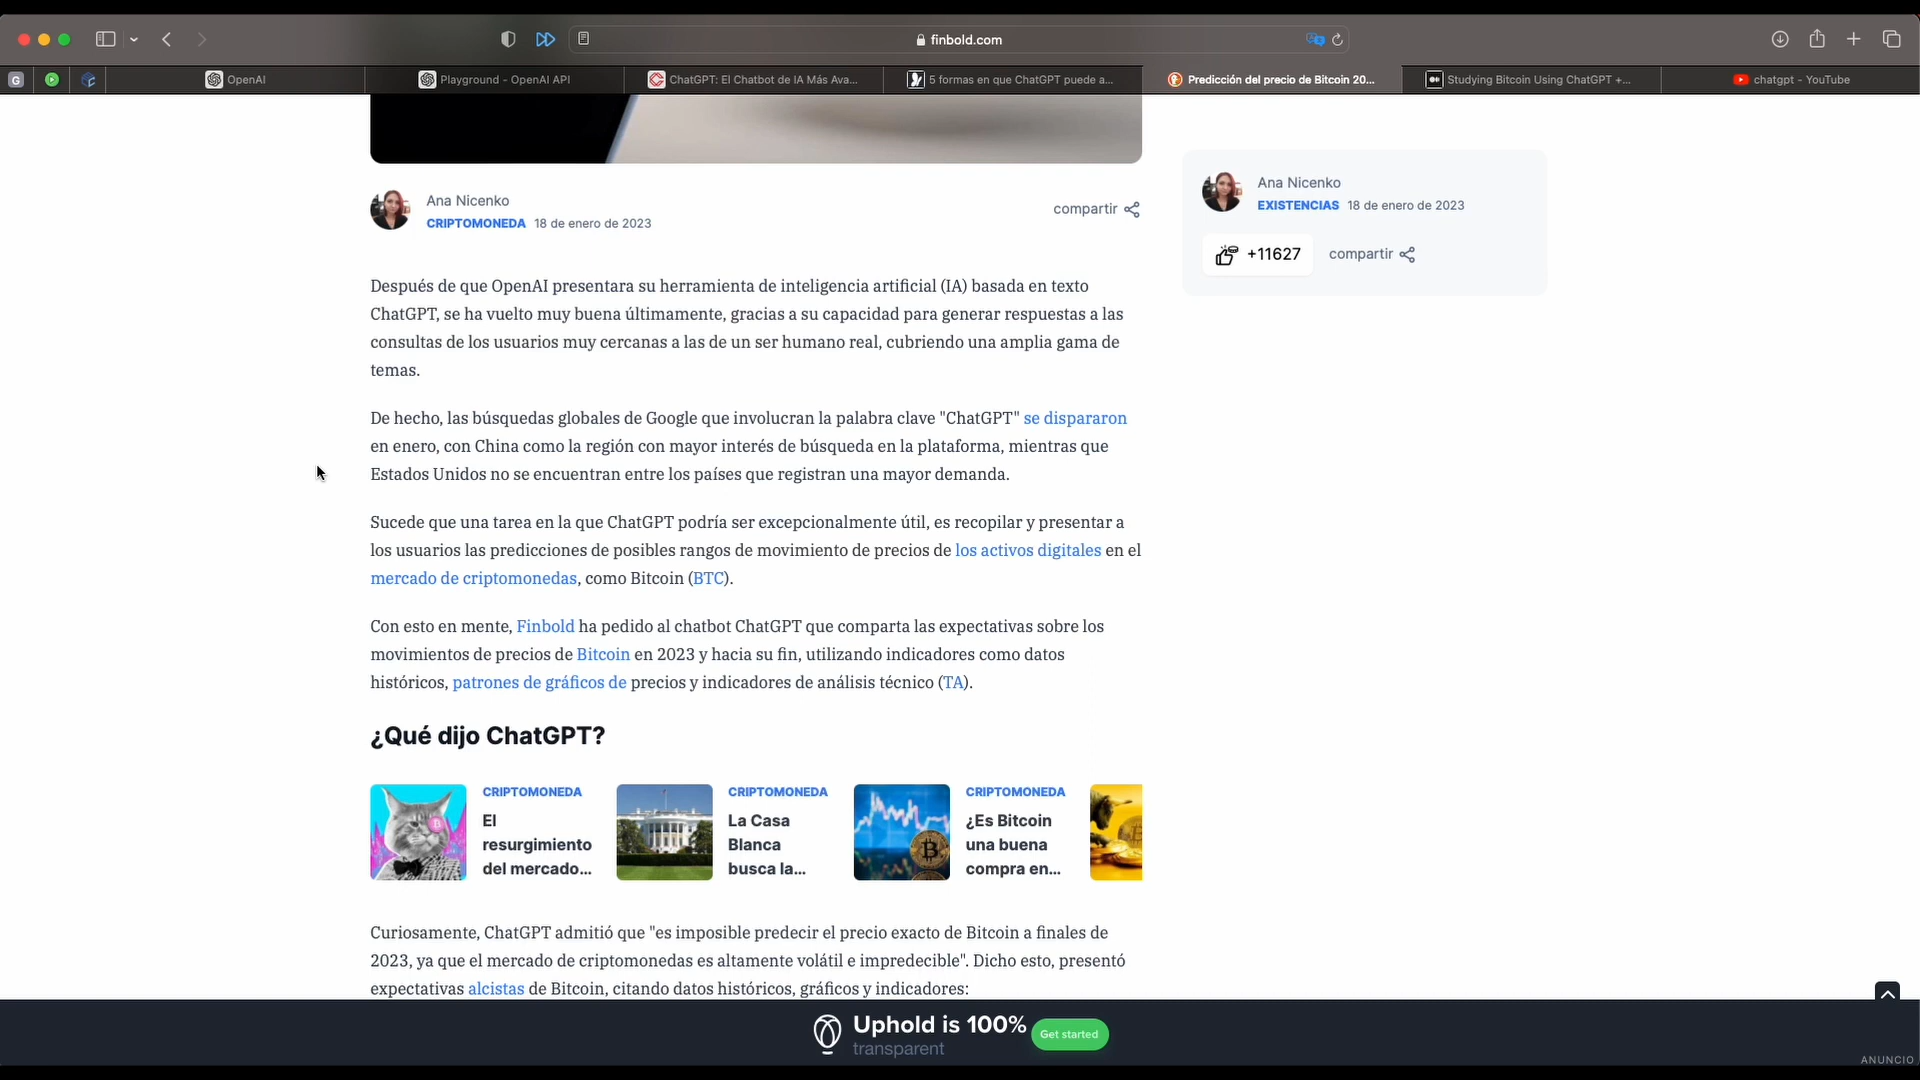 finbold.com
G
OpenAI
Playground - OpenAI API
ChatGPT: El Chatbot de IA Más Ava...
5 formas en que ChatGPT puede a...
Predicción del precio de Bitcoin 20...
Studying Bitcoin Using ChatGPT +...
chatgpt - YouTube
Ana Nicenko
CRIPTOMONEDA 18 de enero de 2023
compartir
Ana Nicenko
EXISTENCIAS 18 de enero de 2023
+11627 compartir
Después de que OpenAI presentara su herramienta de inteligencia artificial (IA) basada en texto
ChatGPT, se ha vuelto muy buena últimamente, gracias a su capacidad para generar respuestas a las
consultas de los usuarios muy cercanas a las de un ser humano real, cubriendo una amplia gama de
temas.
De hecho, las búsquedas globales de Google que involucran la palabra clave "ChatGPT" se dispararon
en enero, con China como la región con mayor interés de búsqueda en la plataforma, mientras que
Estados Unidos no se encuentran entre los países que registran una mayor demanda.
Sucede que una tarea en la que ChatGPT podría ser excepcionalmente útil, es recopilar y presentar a
los usuarios las predicciones de posibles rangos de movimiento de precios de los activos digitales en el
mercado de criptomonedas, como Bitcoin (BTC).
Con esto en mente, Finbold ha pedido al chatbot ChatGPT que comparta las expectativas sobre los
movimientos de precios de Bitcoin en 2023 y hacia su fin, utilizando indicadores como datos
históricos, patrones de gráficos de precios y indicadores de análisis técnico (TA).
¿Qué dijo ChatGPT?
CRIPTOMONEDA
El
resurgimiento
del mercado...
CRIPTOMONEDA
La Casa
Blanca
busca la...
CRIPTOMONEDA
¿Es Bitcoin
una buena
compra en...
Curiosamente, ChatGPT admitió que "es imposible predecir el precio exacto de Bitcoin a finales de
2023, ya que el mercado de criptomonedas es altamente volátil e impredecible". Dicho esto, presentó
expectativas alcistas de Bitcoin, citando datos históricos, gráficos y indicadores:
Uphold is 100%
transparent
Get started
ANUNCIO